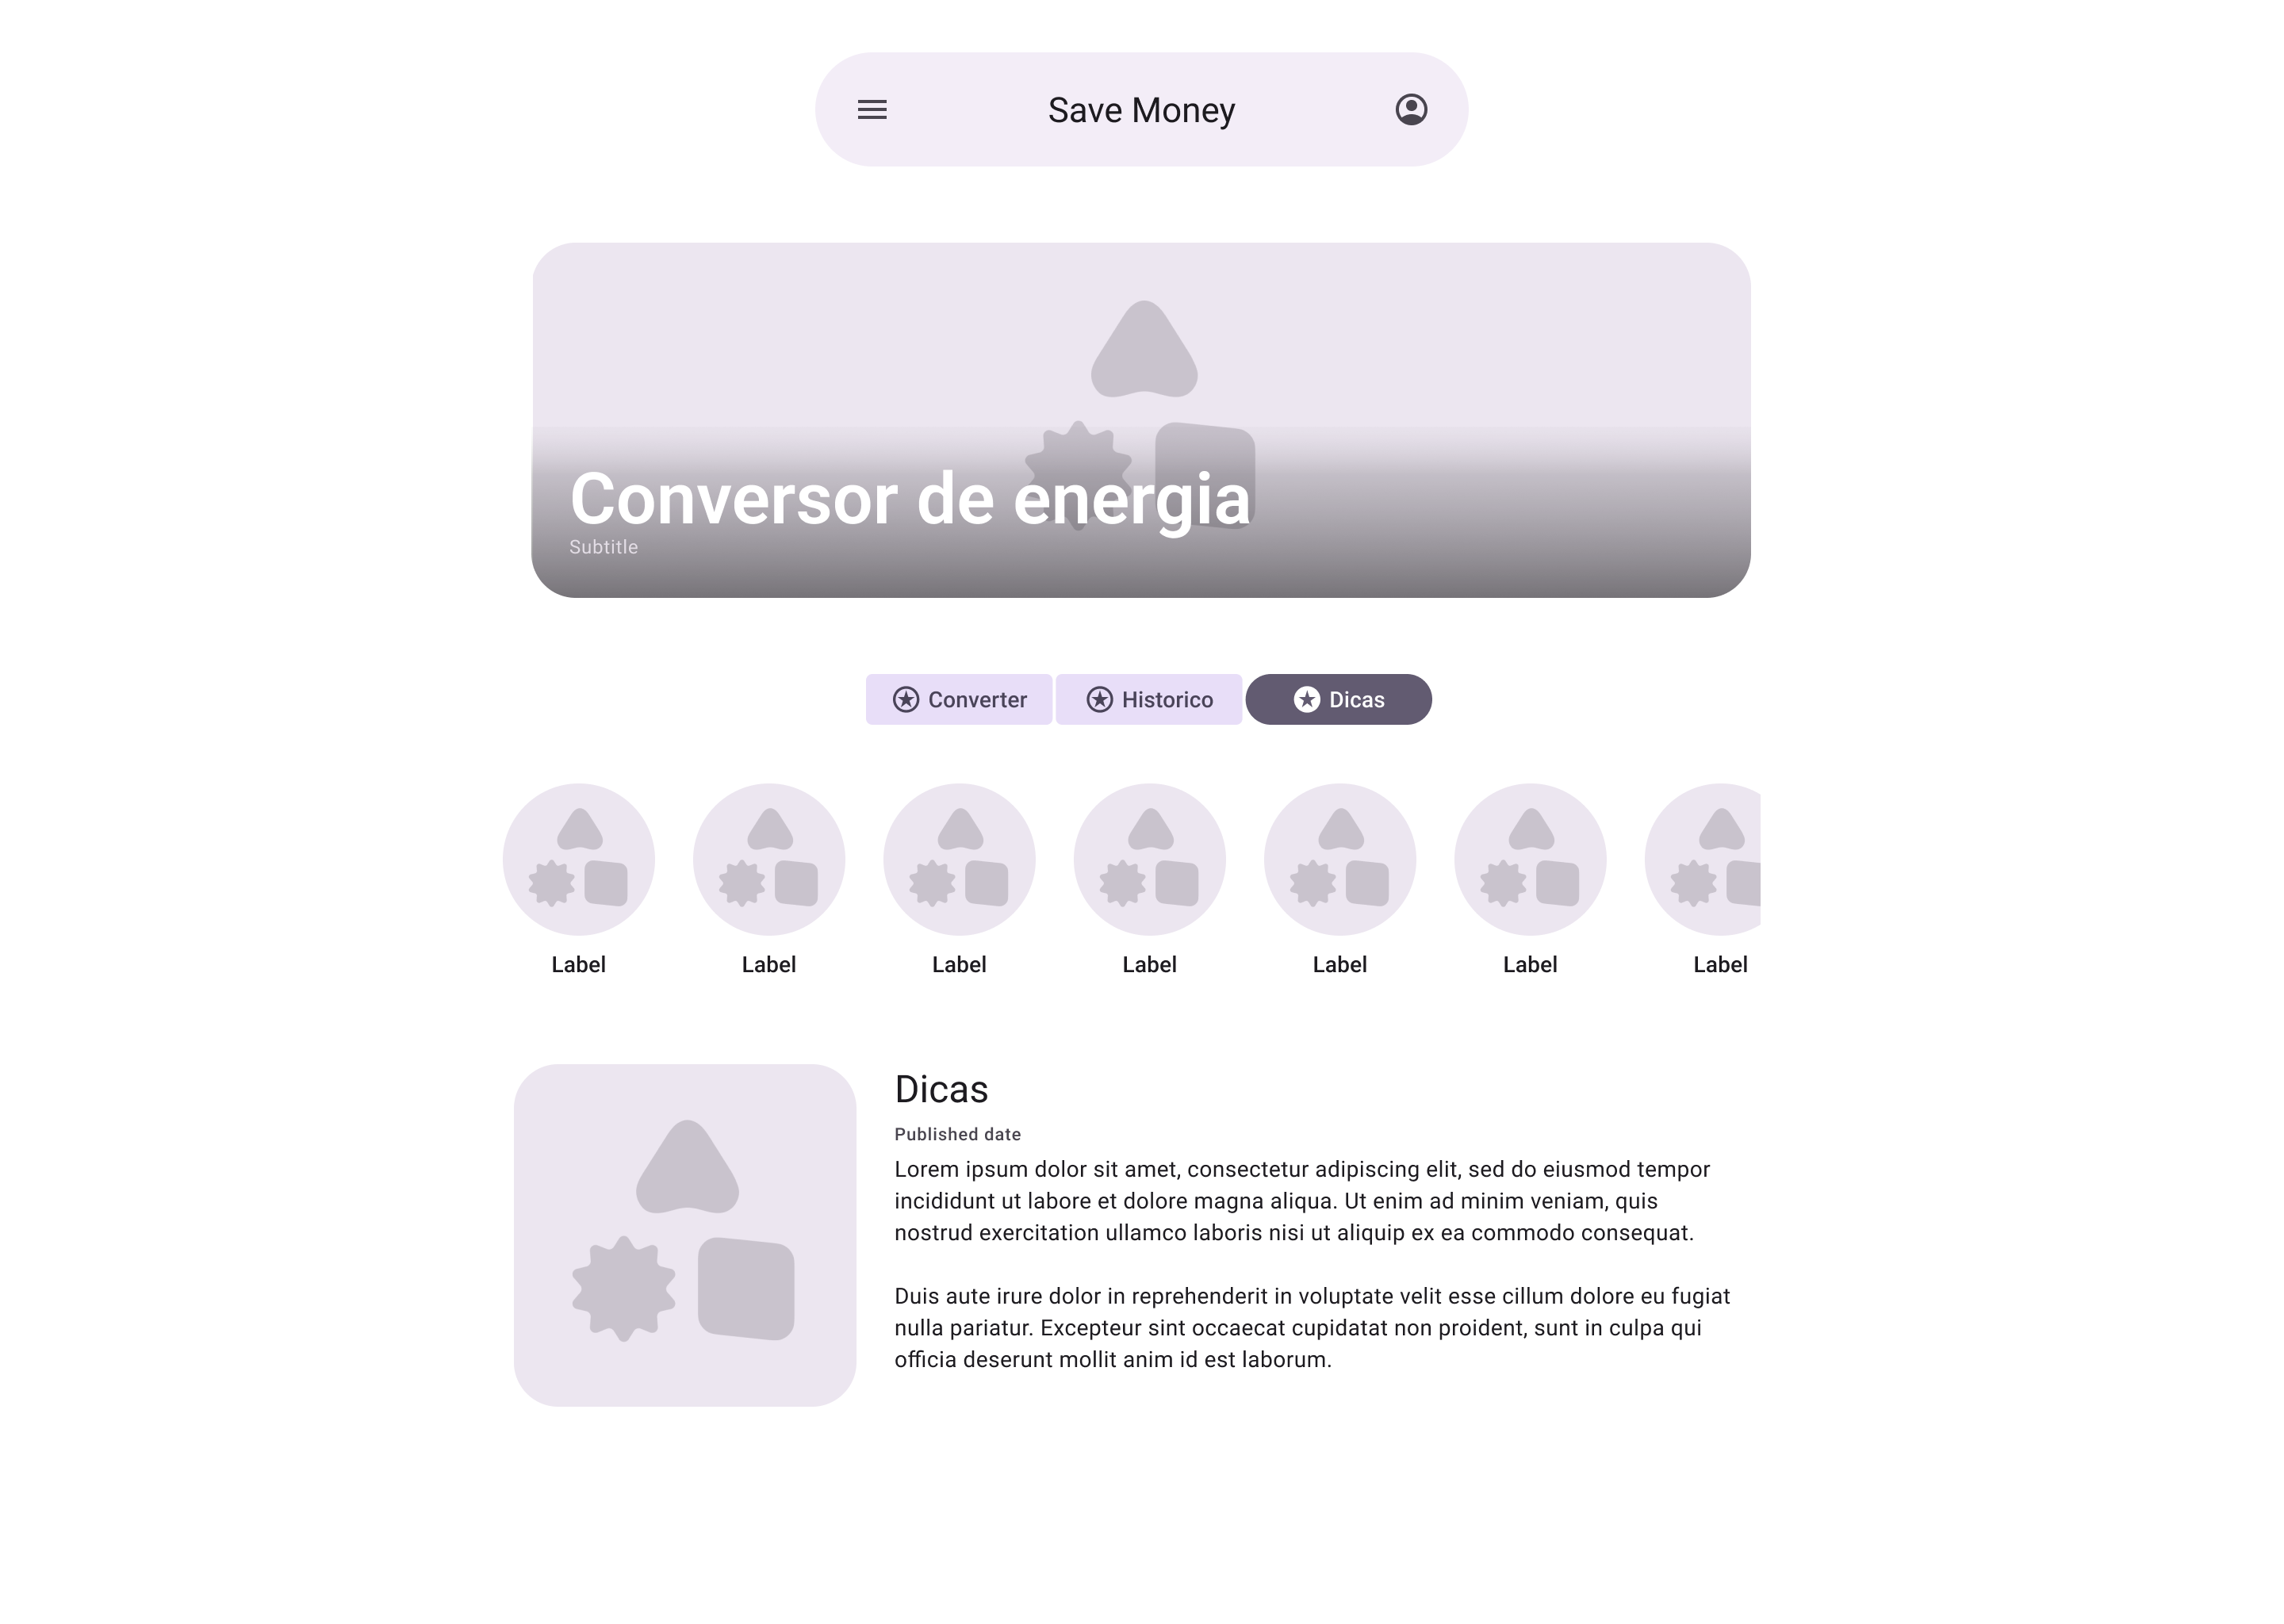 Save Money
Conversor de energia
Subtitle
Converter
Historico
Dicas
Label
Label
Label
Label
Label
Label
Label
Dicas
Published date
Lorem ipsum dolor sit amet, consectetur adipiscing elit, sed do eiusmod tempor
incididunt ut labore et dolore magna aliqua. Ut enim ad minim veniam, quis
nostrud exercitation ullamco laboris nisi ut aliquip ex ea commodo consequat.
Duis aute irure dolor in reprehenderit in voluptate velit esse cillum dolore eu fugiat
nulla pariatur. Excepteur sint occaecat cupidatat non proident, sunt in culpa qui
officia deserunt mollit anim id est laborum.